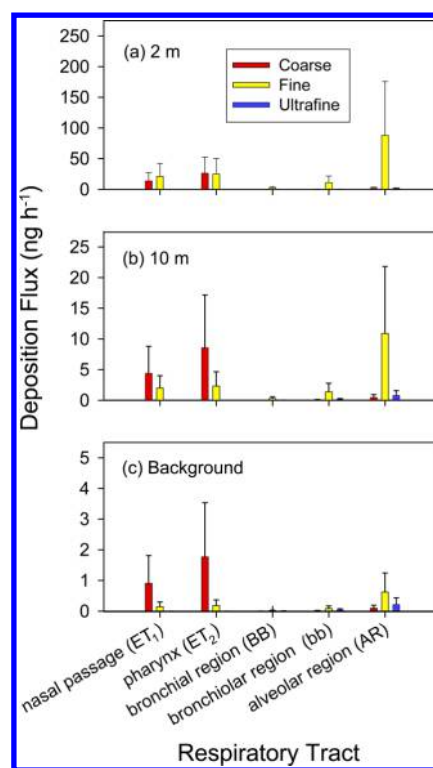 Deposition Flux (ng h⁻¹)
(a) 2 m
Coarse
Fine
Ultrafine
250
200
150
100
50
0
(b) 10 m
25
20
15
10
5
0
(c) Background
5
4
3
2
1
0
nasal passage (ET₁)
pharynx (ET₂)
bronchial region (BB)
bronchiolar region (bb)
alveolar region (AR)
Respiratory Tract